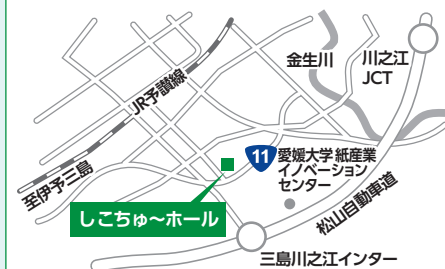 金生川
川之江
JCT
JR予讃線
至伊予三島
11
愛媛大学 紙産業
イノベーション
センター
しこちゅ〜ホール
松山自動車道
三島川之江インター